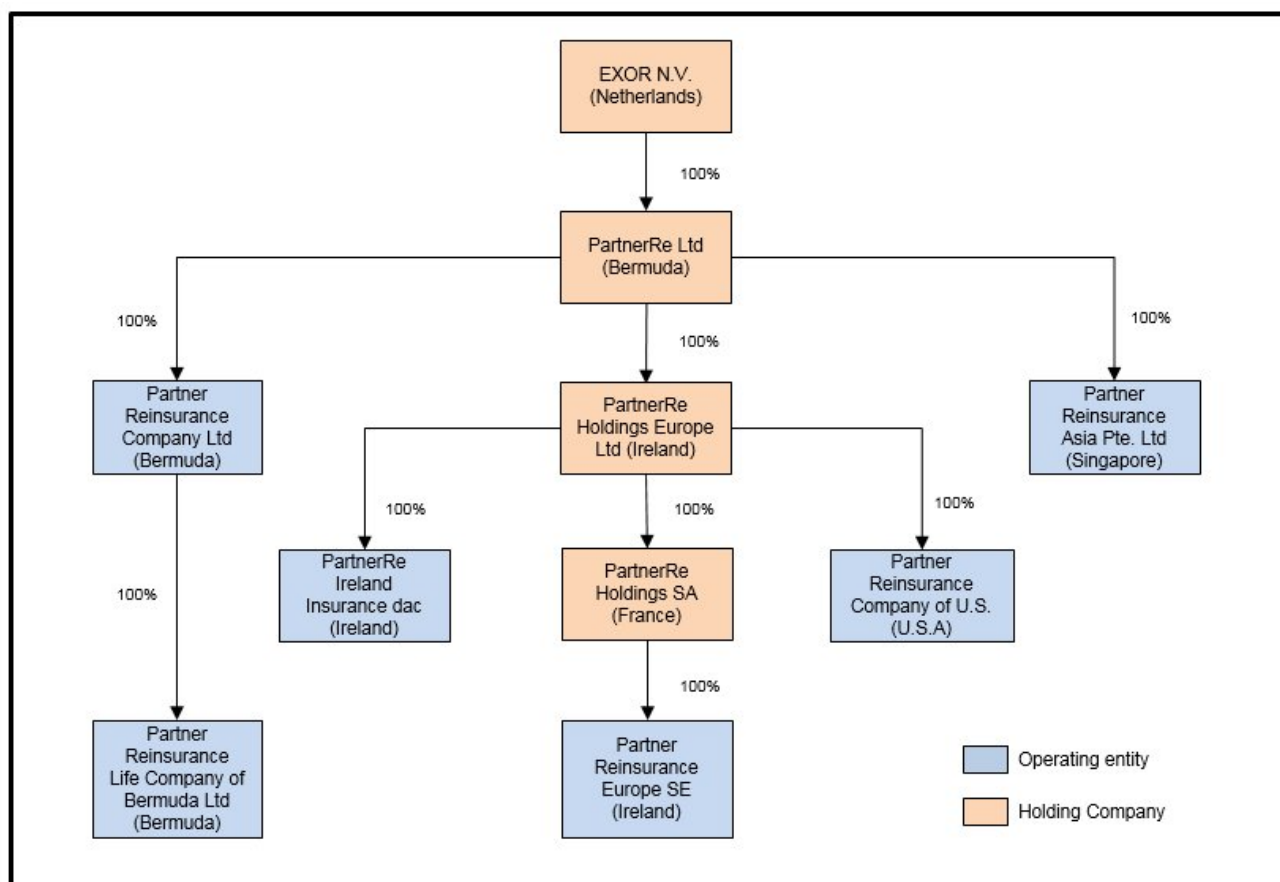 EXOR N.V.
(Netherlands)
100%
PartnerRe Ltd
(Bermuda)
100%
100%
100%
Partner
Reinsurance
Company Ltd
(Bermuda)
PartnerRe
Holdings Europe
Ltd (Ireland)
Partner
Reinsurance
Asia Pte. Ltd
(Singapore)
100%
100%
100%
100%
PartnerRe
Ireland
Insurance dac
(Ireland)
PartnerRe
Holdings SA
(France)
Partner
Reinsurance
Company of U.S.
(U.S.A)
100%
Partner
Reinsurance
Life Company of
Bermuda Ltd
(Bermuda)
Partner
Reinsurance
Europe SE
(Ireland)
Operating entity
Holding Company